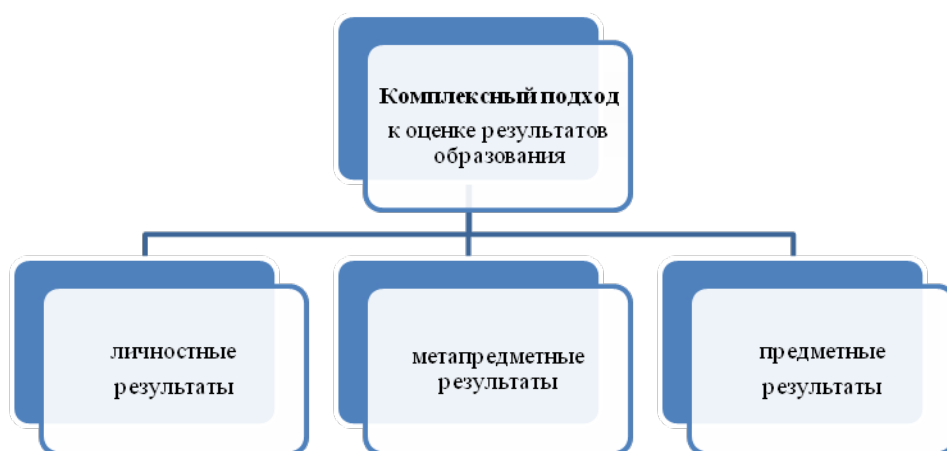 Комплексный подход
к оценке результатов
образования
личностные
результаты
метапредметные
результаты
предметные
результаты